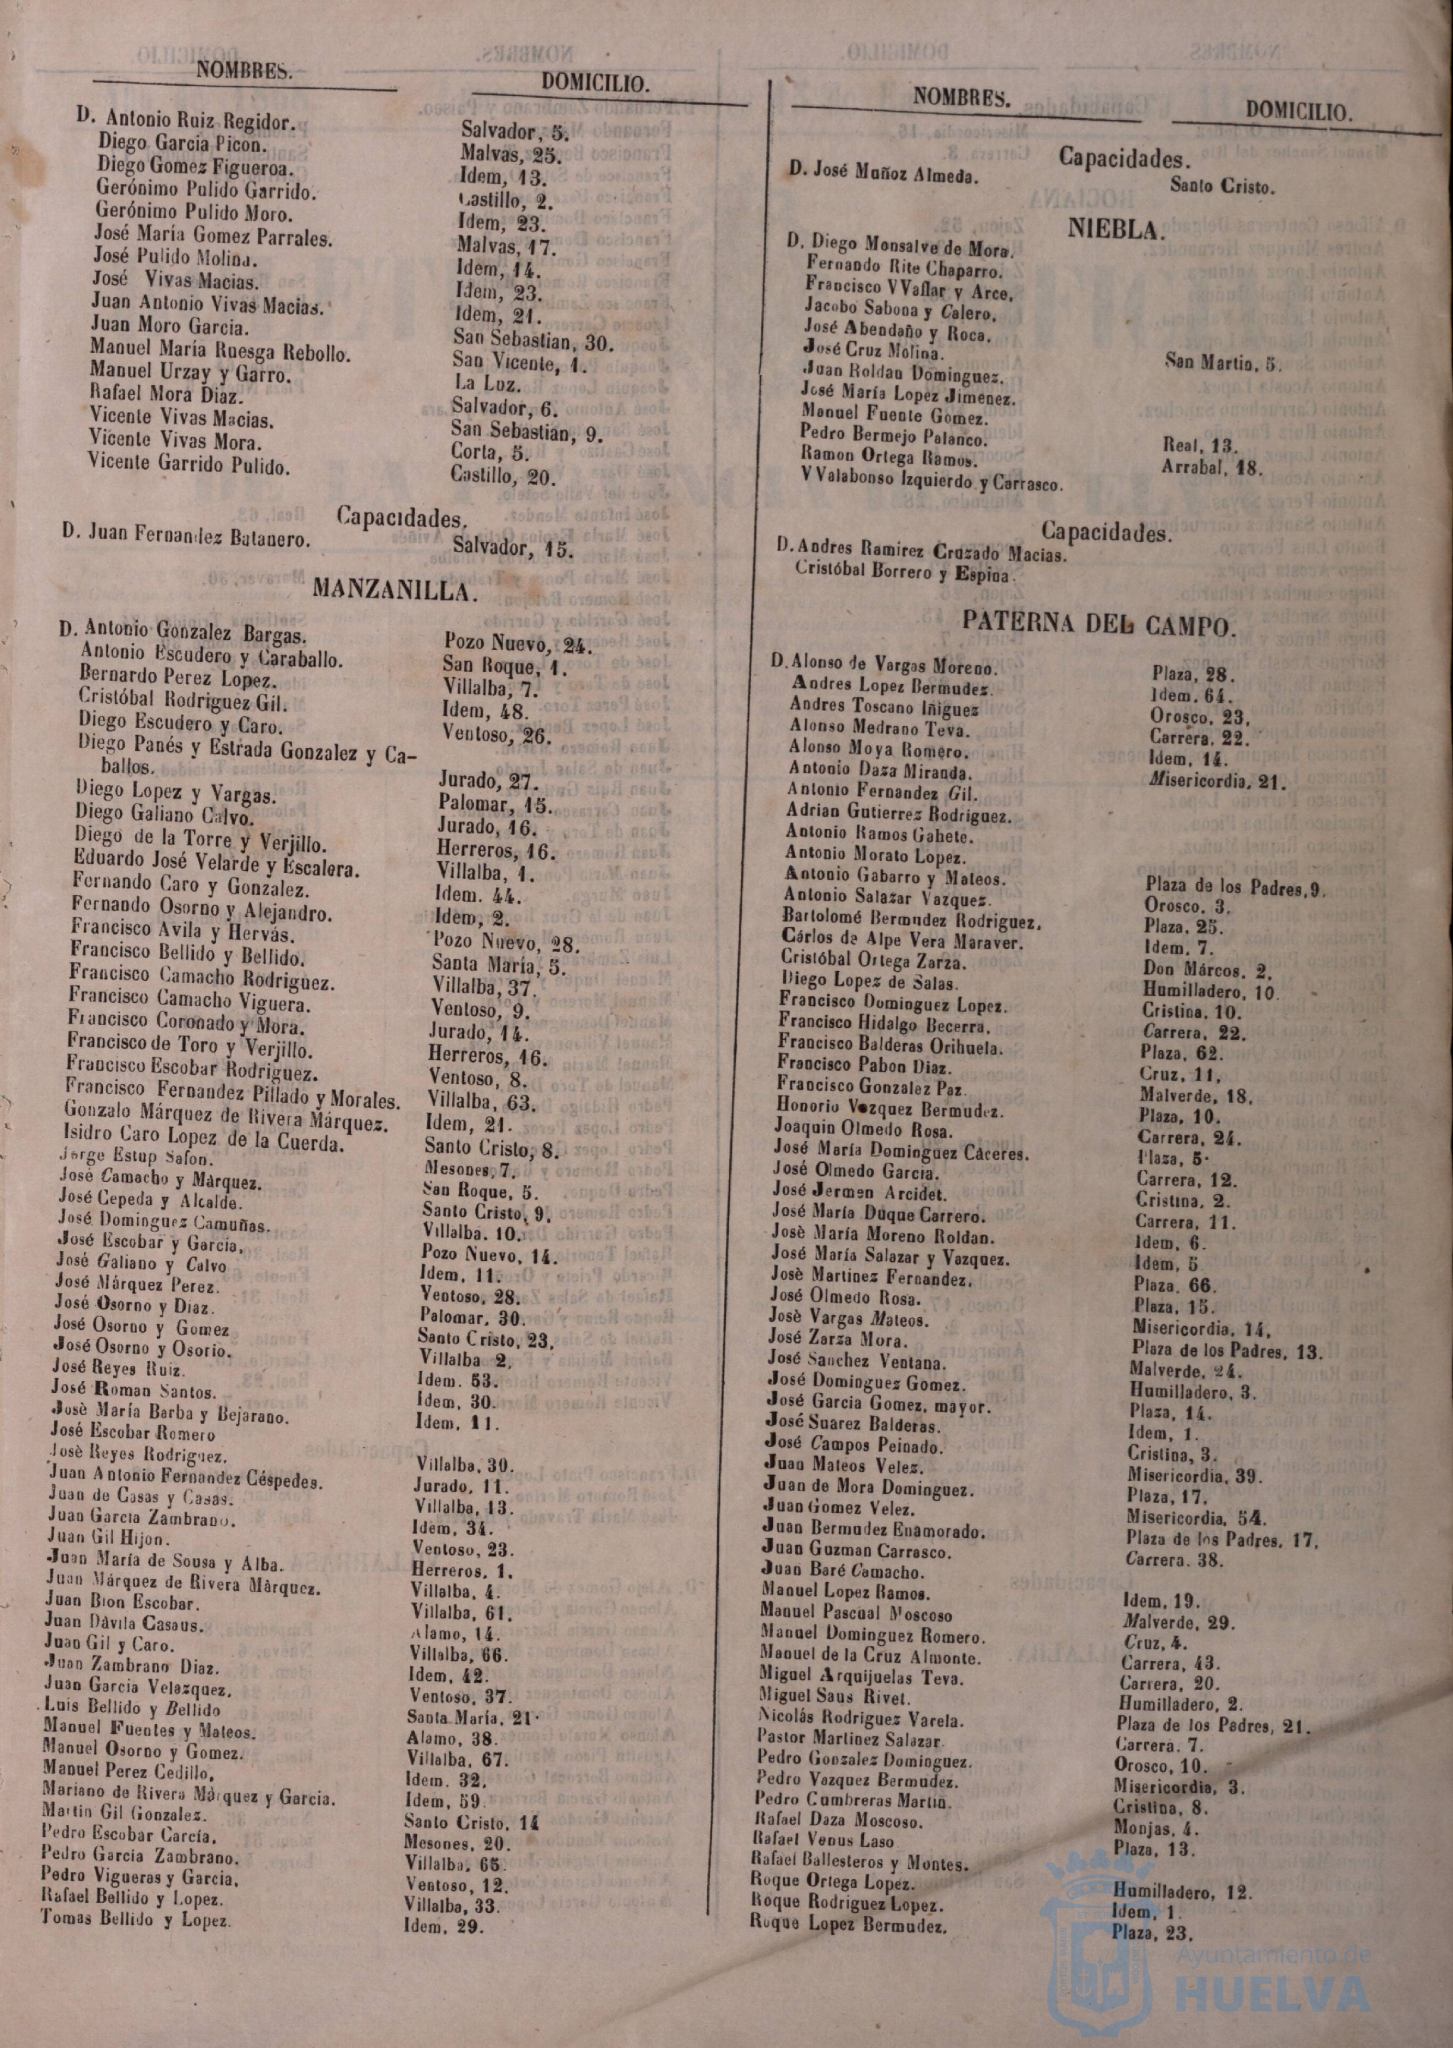 NOMBRES. DOMICILIO.
D. Antonio Ruiz Regidor. Salvador, 5.
Diego Garcia Picon. Malvas, 25.
Diego Gomez Figueroa. Idem, 13.
Gerónimo Pulido Garrido. Castillo, 2.
Gerónimo Pulido Moro. Idem, 23.
José María Gomez Parrales. Malvas, 17.
José Pulido Molina. Idem, 14.
José Vivas Macias. Idem, 23.
Juan Antonio Vivas Macias. Idem, 21.
Juan Moro Garcia. San Sebastian, 30.
Manuel María Ruesga Rebollo. San Vicente, 1.
Manuel Urzay y Garro. La Luz.
Rafael Mora Diaz. Salvador, 6.
Vicente Vivas Macias. San Sebastian, 9.
Vicente Vivas Mora. Corta, 5.
Vicente Garrido Pulido. Castillo, 20.
Capacidades.
D. Juan Fernandez Batanero. Salvador, 15.
MANZANILLA.
D. Antonio Gonzalez Bargas. Pozo Nuevo, 24.
Antonio Escudero y Caraballo. San Roque, 1.
Bernardo Perez Lopez. Villalba, 7.
Cristóbal Rodriguez Gil. Idem, 48.
Diego Escudero y Caro. Ventoso, 26.
Diego Panés y Estrada Gonzalez y Ca-
ballos. Jurado, 27.
Diego Lopez y Vargas. Palomar, 15.
Diego Galiano Calvo. Jurado, 16.
Diego de la Torre y Verjillo. Herreros, 16.
Eduardo José Velarde y Escalera. Villalba, 1.
Fernando Caro y Gonzalez. Idem. 44.
Fernando Osorno y Alejandro. Idem, 2.
Francisco Avila y Hervás. Pozo Nuevo, 28.
Francisco Bellido y Bellido. Santa María, 5.
Francisco Camacho Rodriguez. Villalba, 37.
Francisco Camacho Viguera. Ventoso, 9.
Francisco Coronado y Mora. Jurado, 14.
Francisco de Toro y Verjillo. Herreros, 16.
Francisco Escobar Rodriguez. Ventoso, 8.
Francisco Fernandez Pillado y Morales. Villalba, 63.
Gonzalo Márquez de Rivera Márquez. Idem, 21.
Isidro Caro Lopez de la Cuerda. Santo Cristo, 8.
Jorge Estup Safon. Mesones, 7.
José Camacho y Márquez. San Roque, 5.
José Cepeda y Alcalde. Santo Cristo, 9.
José Dominguez Camuñas. Villalba. 10.
José Escobar y Garcia, Pozo Nuevo, 14.
José Galiano y Calvo Idem, 11.
José Márquez Perez. Ventoso, 28.
José Osorno y Diaz. Palomar, 30.
José Osorno y Gomez Santo Cristo, 23,
José Osorno y Osorio. Villalba 2,
José Reyes Ruiz. Idem. 53.
José Roman Santos. Idem, 30.
Josè María Barba y Bejarano. Idem, 11.
José Escobar Romero
Josè Reyes Rodriguez. Villalba, 30.
Juan Antonio Fernandez Céspedes. Jurado, 11.
Juan de Casas y Casas. Villalba, 13.
Juan Garcia Zambrano. Idem, 34.
Juan Gil Hijon. Ventoso, 23.
Juan María de Sousa y Alba. Herreros, 1.
Juan Márquez de Rivera Màrquez. Villalba, 4.
Juan Bion Escobar. Villalba, 61.
Juan Dàvila Casaus. Alamo, 14.
Juan Gil y Caro. Villalba, 66.
Juan Zambrano Diaz. Idem, 42.
Juan Garcia Velazquez, Ventoso, 37.
Luis Bellido y Bellido Santa María, 21.
Manuel Fuentes y Mateos. Alamo, 38.
Manuel Osorno y Gomez. Villalba, 67.
Manuel Perez Cedillo, Idem. 32.
Mariano de Rivera Màrquez y Garcia. Idem, 59.
Martin Gil Gonzalez. Santo Cristo, 14
Pedro Escobar García, Mesones, 20.
Pedro Garcia Zambrano. Villalba. 65.
Pedro Vigueras y Garcia, Ventoso, 12.
Rafael Bellido y Lopez. Villalba, 33.
Tomas Bellido y Lopez. Idem, 29.
NOMBRES. DOMICILIO.
Capacidades.
D. José Muñoz Almeda. Santo Cristo.
NIEBLA.
D. Diego Monsalve de Mora.
Fernando Rite Chaparro.
Francisco VVaflar y Arce,
Jacobo Sabona y Calero,
José Abendaño y Roca.
José Cruz Molina. San Martin, 5.
Juan Roldan Dominguez.
José María Lopez Jimenez.
Manuel Fuente Gomez.
Pedro Bermejo Palanco. Real, 13.
Ramon Ortega Ramos. Arrabal, 18.
VValabonso Izquierdo y Carrasco.
Capacidades.
D. Andres Ramirez Cruzado Macias.
Cristóbal Borrero y Espina.
PATERNA DEL CAMPO.
D. Alonso de Vargas Moreno. Plaza, 28.
Andres Lopez Bermudez. Idem. 64.
Andres Toscano Iñiguez Orosco, 23,
Alonso Medrano Teva. Carrera, 22.
Alonso Moya Romero. Idem, 14.
Antonio Daza Miranda. Misericordia, 21.
Antonio Fernandez Gil.
Adrian Gutierrez Rodriguez.
Antonio Ramos Gahete.
Antonio Morato Lopez.
Antonio Gabarro y Mateos. Plaza de los Padres, 9.
Antonio Salazar Vazquez. Orosco. 3.
Bartolomé Bermudez Rodriguez, Plaza, 25.
Cárlos de Alpe Vera Maraver. Idem. 7.
Cristóbal Ortega Zarza. Don Márcos, 2,
Diego Lopez de Salas. Humilladero, 10.
Francisco Dominguez Lopez. Cristina, 10.
Francisco Hidalgo Becerra, Carrera, 22.
Francisco Balderas Orihuela. Plaza, 62.
Francisco Pabon Diaz. Cruz, 11,
Francisco Gonzalez Paz. Malverde, 18,
Honorio Vazquez Bermudez. Plaza, 10.
Joaquin Olmedo Rosa. Carrera, 24.
José María Dominguez Cáceres. Plaza, 5.
José Olmedo Garcia. Carrera, 12.
José Jermen Arcidet. Cristina, 2.
José María Duque Carrero. Carrera, 11.
Josè María Moreno Roldan. Idem, 6.
José María Salazar y Vazquez. Idem, 5
Josè Martinez Fernandez, Plaza, 66.
José Olmedo Rosa. Plaza, 15.
Josè Vargas Mateos. Misericordia, 14,
José Zarza Mora. Plaza de los Padres, 13.
José Sanchez Ventana. Malverde, 24.
José Dominguez Gomez. Humilladero, 3.
José Garcia Gomez, mayor. Plaza, 14.
José Suarez Balderas. Idem, 1.
José Campos Peinado. Cristina, 3.
Juan Mateos Velez. Misericordia, 39.
Juan de Mora Dominguez. Plaza, 17.
Juan Gomez Velez. Misericordia, 54.
Juan Bermudez Enamorado. Plaza de los Padres, 17,
Juan Guzman Carrasco. Carrera. 38.
Juan Baré Camacho.
Manuel Lopez Ramos. Idem, 19.
Manuel Pascual Moscoso Malverde, 29.
Manuel Dominguez Romero. Cruz, 4.
Manuel de la Cruz Almonte. Carrera, 43.
Miguel Arquijuelas Teva. Carrera, 20.
Miguel Saus Rivet. Humilladero, 2.
Nicolás Rodriguez Varela. Plaza de los Padres, 21.
Pastor Martinez Salazar. Carrera. 7.
Pedro Gonzalez Dominguez. Orosco, 10.
Pedro Vazquez Bermudez. Misericordia, 3.
Pedro Cumbreras Martin. Cristina, 8.
Rafael Daza Moscoso. Monjas, 4.
Rafael Venus Laso Plaza, 13.
Rafael Ballesteros y Montes.
Roque Ortega Lopez. Humilladero, 12.
Roque Rodriguez Lopez. Idem, 1.
Roque Lopez Bermudez. Plaza, 23.
Ayuntamiento de
HUELVA